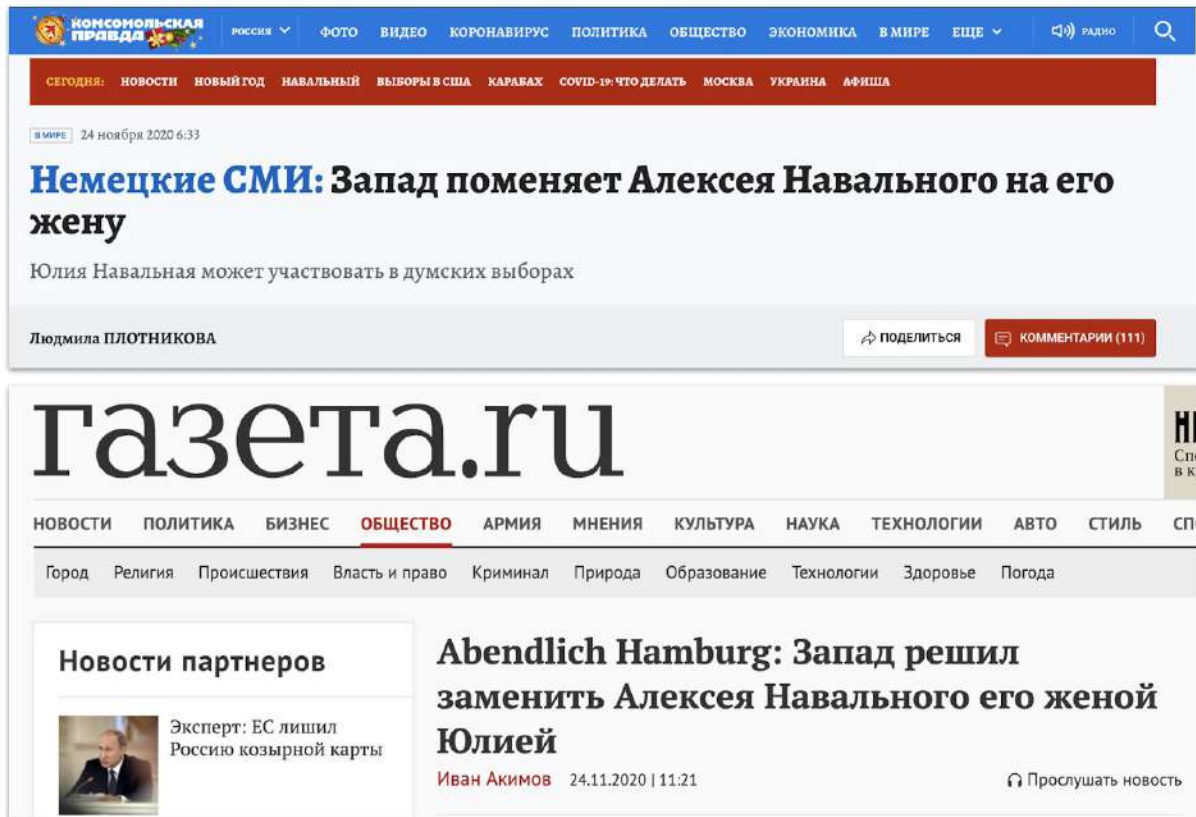 КОМСОМОЛЬСКАЯ
ПРАВДА
РОССИЯ ФОТО ВИДЕО КОРОНАВИРУС ПОЛИТИКА ОБЩЕСТВО ЭКОНОМИКА В МИРЕ ЕЩЕ РАДИО
СЕГОДНЯ: НОВОСТИ НОВЫЙ ГОД НАВАЛЬНЫЙ ВЫБОРЫ В США КАРАБАХ COVID-19: ЧТО ДЕЛАТЬ МОСКВА УКРАИНА АФИША
В МИРЕ 24 ноября 2020 6:33
Немецкие СМИ: Запад поменяет Алексея Навального на его
жену
Юлия Навальная может участвовать в думских выборах
Людмила ПЛОТНИКОВА ПОДЕЛИТЬСЯ КОММЕНТАРИИ (111)
газета.ru
НОВОСТИ ПОЛИТИКА БИЗНЕС ОБЩЕСТВО АРМИЯ МНЕНИЯ КУЛЬТУРА НАУКА ТЕХНОЛОГИИ АВТО СТИЛЬ
Город Религия Происшествия Власть и право Криминал Природа Образование Технологии Здоровье Погода
Новости партнеров
Эксперт: ЕС лишил
Россию козырной карты
Abendlich Hamburg: Запад решил
заменить Алексея Навального его женой
Юлией
Иван Акимов 24.11.2020 | 11:21 Прослушать новость